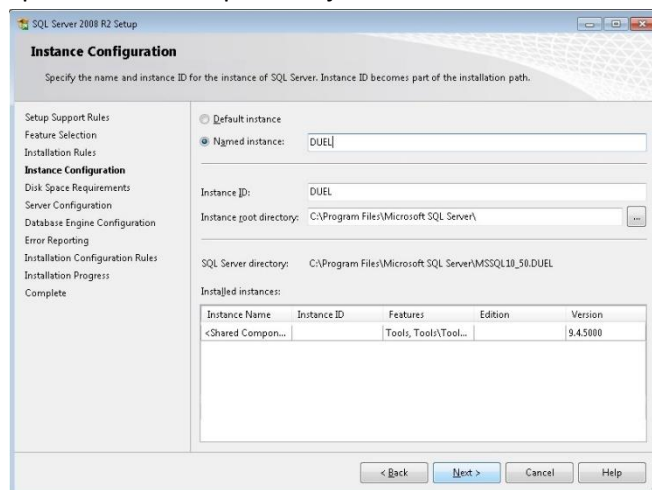 SQL Server 2008 R2 Setup
Instance Configuration
Specify the name and instance ID for the instance of SQL Server. Instance ID becomes part of the installation path.
Setup Support Rules
Feature Selection
Installation Rules
Instance Configuration
Disk Space Requirements
Server Configuration
Database Engine Configuration
Error Reporting
Installation Configuration Rules
Installation Progress
Complete
Default instance
Named instance: DUEL
Instance ID: DUEL
Instance root directory: C:\Program Files\Microsoft SQL Server\ ...
SQL Server directory: C:\Program Files\Microsoft SQL Server\MSSQL10_50.DUEL
Installed instances:
Instance Name Instance ID Features Edition Version
<Shared Compon... Tools, Tools\Tool... 9.4.5000
< Back Next > Cancel Help